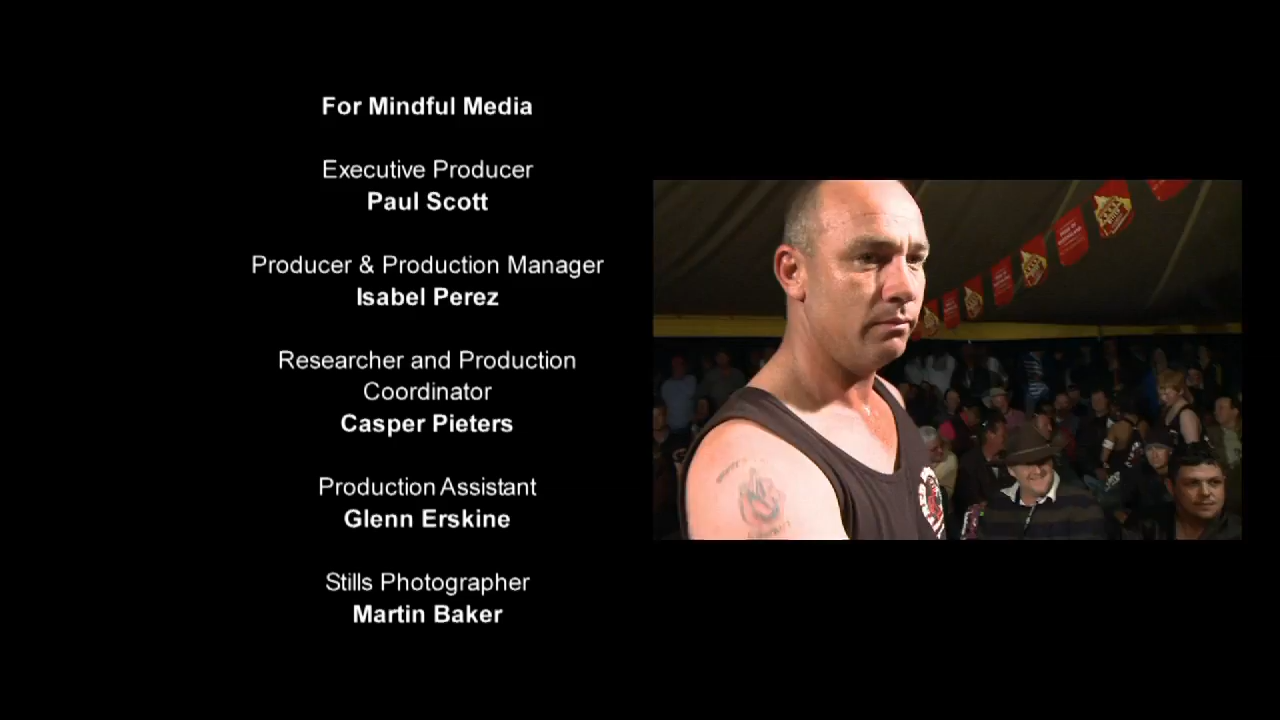 For Mindful Media
Executive Producer
Paul Scott
Producer & Production Manager
Isabel Perez
Researcher and Production
Coordinator
Casper Pieters
Production Assistant
Glenn Erskine
Stills Photographer
Martin Baker